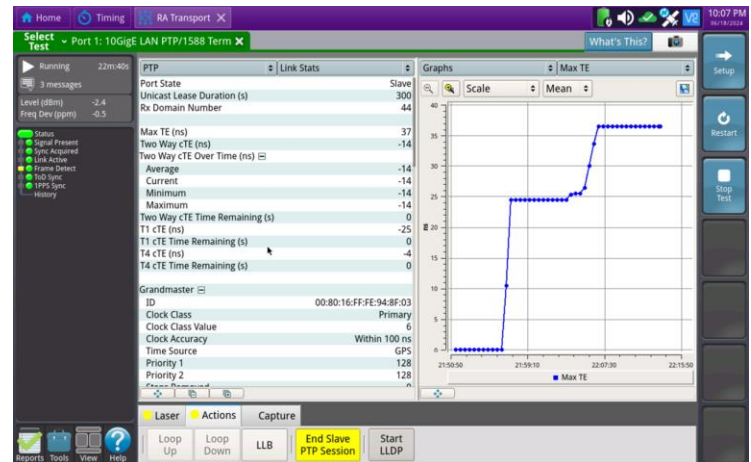 Home Timing RA Transport X
V2 10:07 PM
06/18/2024
Select Test Port 1: 10GigE LAN PTP/1588 Term X What's This?
Running 22m:40s
3 messages
Level (dBm) -2.4
Freq Dev (ppm) -0.5
Status
Signal Present
Sync Acquired
Link Active
Frame Detect
ToD Sync
1PPS Sync
History
PTP Link Stats
Port State Slave
Unicast Lease Duration (s) 300
Rx Domain Number 44
Max TE (ns) 37
Two Way cTE (ns) -14
Two Way cTE Over Time (ns)
Average -14
Current -14
Minimum -14
Maximum -14
Two Way cTE Time Remaining (s) 0
T1 cTE (ns) -25
T1 cTE Time Remaining (s) 0
T4 cTE (ns) -4
T4 cTE Time Remaining (s) 0
Grandmaster
ID 00:80:16:FF:FE:94:8F:03
Clock Class Primary
Clock Class Value 6
Clock Accuracy Within 100 ns
Time Source GPS
Priority 1 128
Priority 2 128
Graphs Max TE
Scale Mean
40
35
30
25
ns 20
15
10
5
0
21:50:50 21:59:10 22:07:30 22:15:50
Max TE
Setup
Restart
Stop Test
Laser Actions Capture
Loop Up
Loop Down
LLB
End Slave PTP Session
Start LLDP
Reports Tools View Help